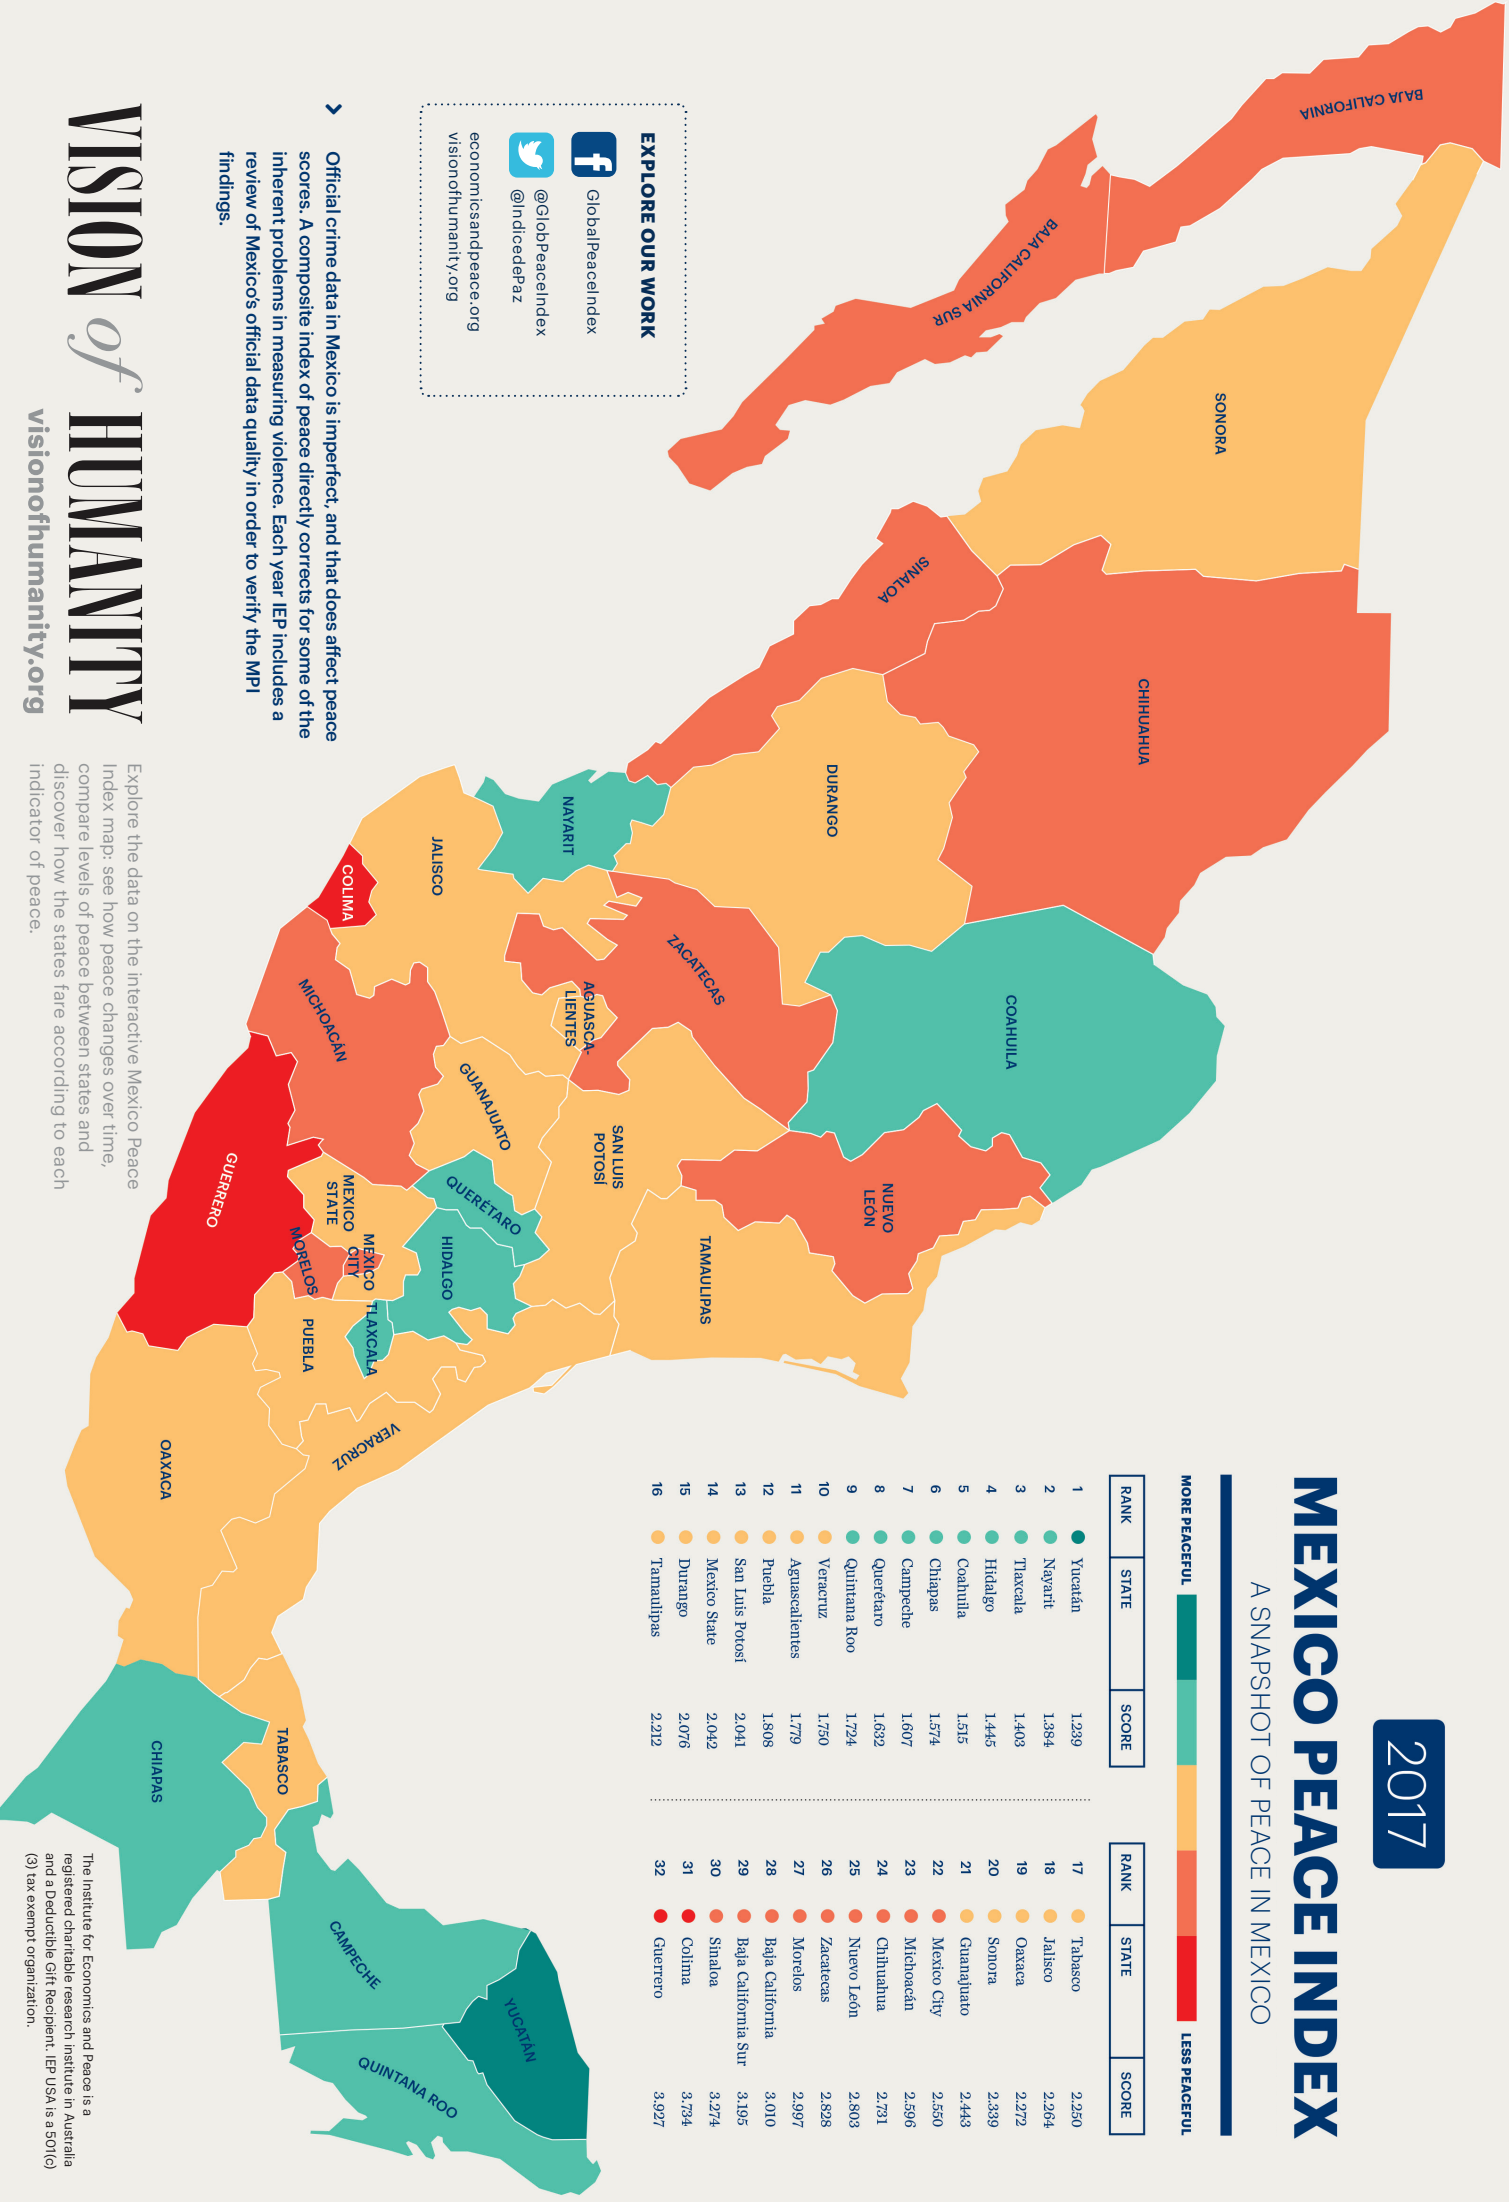 2017
MEXICO PEACE INDEX
A SNAPSHOT OF PEACE IN MEXICO
MORE PEACEFUL
LESS PEACEFUL
RANK STATE SCORE
1 Yucatán 1.239
2 Nayarit 1.384
3 Tlaxcala 1.403
4 Hidalgo 1.445
5 Coahuila 1.515
6 Chiapas 1.574
7 Campeche 1.607
8 Querétaro 1.632
9 Quintana Roo 1.724
10 Veracruz 1.750
11 Aguascalientes 1.779
12 Puebla 1.808
13 San Luis Potosí 2.041
14 Mexico State 2.042
15 Durango 2.076
16 Tamaulipas 2.212
RANK STATE SCORE
17 Tabasco 2.250
18 Jalisco 2.264
19 Oaxaca 2.272
20 Sonora 2.339
21 Guanajuato 2.443
22 Mexico City 2.550
23 Michoacán 2.596
24 Chihuahua 2.731
25 Nuevo León 2.803
26 Zacatecas 2.828
27 Morelos 2.997
28 Baja California 3.010
29 Baja California Sur 3.195
30 Sinaloa 3.274
31 Colima 3.734
32 Guerrero 3.927
BAJA CALIFORNIA
BAJA CALIFORNIA SUR
SONORA
CHIHUAHUA
SINALOA
DURANGO
COAHUILA
NAYARIT
ZACATECAS
NUEVO
LEÓN
TAMAULIPAS
SAN LUIS
POTOSÍ
AGUASCA-
LIENTES
JALISCO
COLIMA
MICHOACÁN
GUANAJUATO
QUERÉTARO
HIDALGO
MEXICO
STATE
MEXICO
CITY
MORELOS
TLAXCALA
PUEBLA
GUERRERO
VERACRUZ
OAXACA
TABASCO
CHIAPAS
CAMPECHE
YUCATÁN
QUINTANA ROO
EXPLORE OUR WORK
GlobalPeaceIndex
@GlobPeaceIndex
@IndicedePaz
economicsandpeace.org
visionofhumanity.org
› Official crime data in Mexico is imperfect, and that does affect peace
scores. A composite index of peace directly corrects for some of the
inherent problems in measuring violence. Each year IEP includes a
review of Mexico's official data quality in order to verify the MPI
findings.
VISION of HUMANITY
visionofhumanity.org
Explore the data on the interactive Mexico Peace
Index map: see how peace changes over time,
compare levels of peace between states and
discover how the states fare according to each
indicator of peace.
The Institute for Economics and Peace is a
registered charitable research institute in Australia
and a Deductible Gift Recipient. IEP USA is a 501(c)
(3) tax exempt organization.